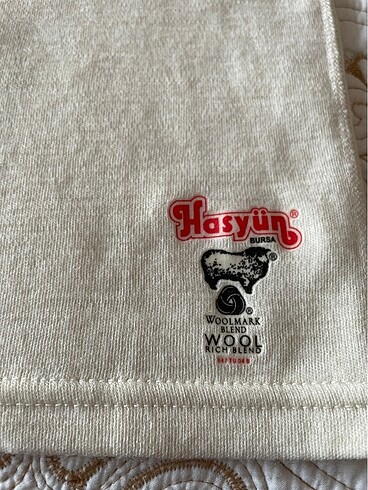 Hasyün®
BURSA
®
®
WOOLMARK
BLEND
WOOL
RICH BLEND